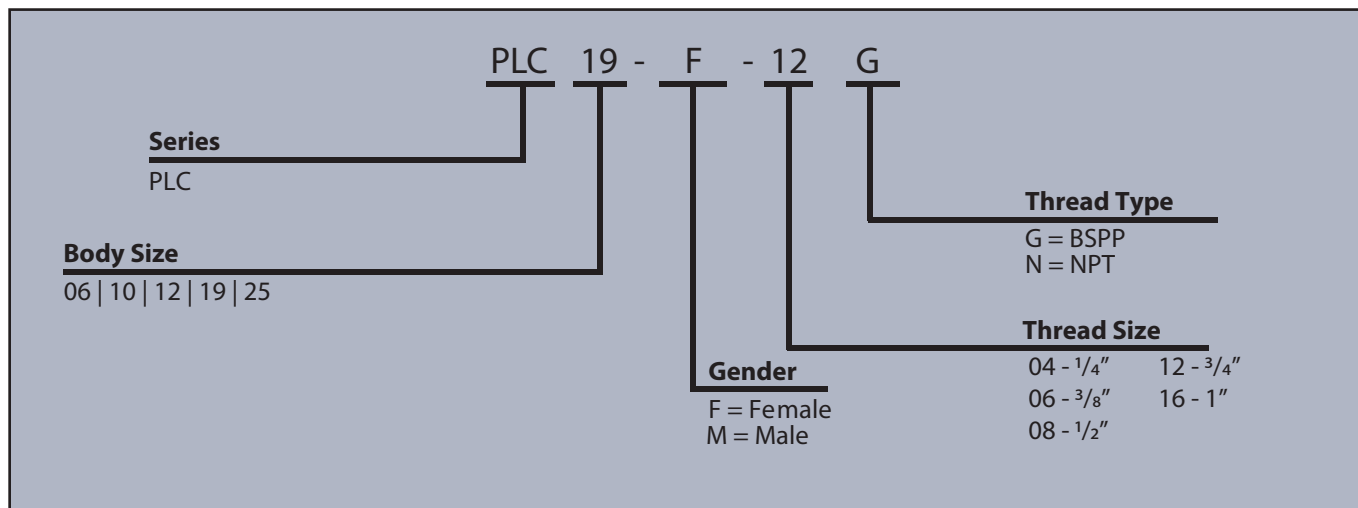 PLC 19 - F - 12 G
Series
PLC
Body Size
06 | 10 | 12 | 19 | 25
Gender
F = Female
M = Male
Thread Type
G = BSPP
N = NPT
Thread Size
04 - 1/4" 12 - 3/4"
06 - 3/8" 16 - 1"
08 - 1/2"